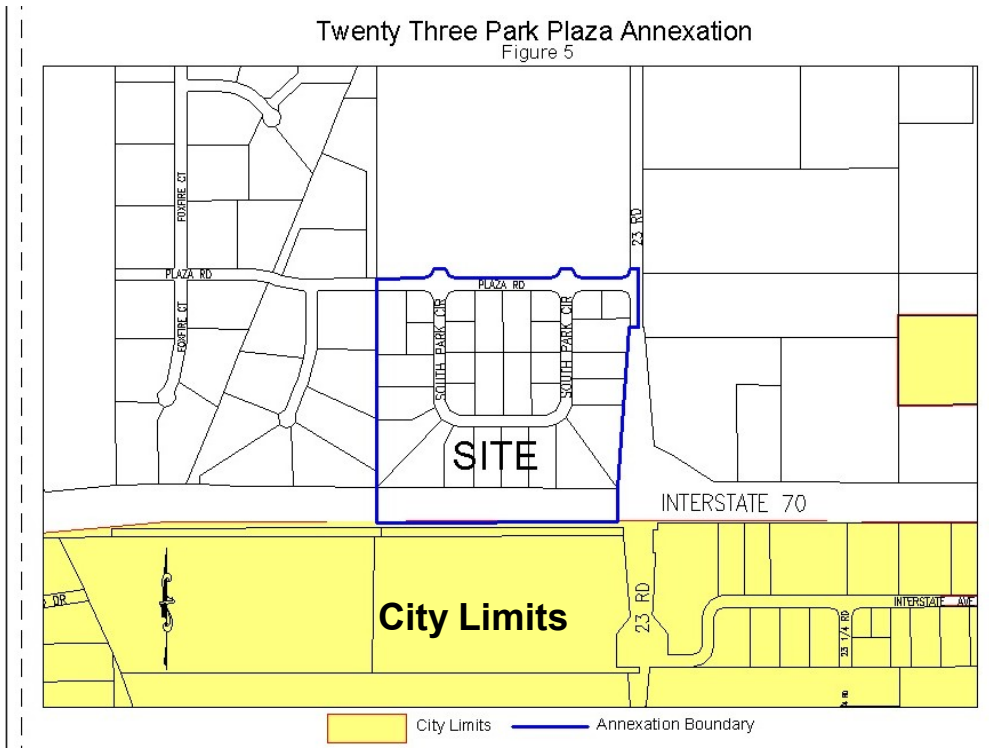 Twenty Three Park Plaza Annexation
Figure 5
FOXFIRE CT
23 RD
PLAZA RD
PLAZA RD
FOXFIRE CT
SOUTH PARK CIR
SOUTH PARK CIR
SITE
INTERSTATE 70
DR
City Limits
23 RD
INTERSTATE AVE
23 1/4 RD
RD
City Limits
Annexation Boundary